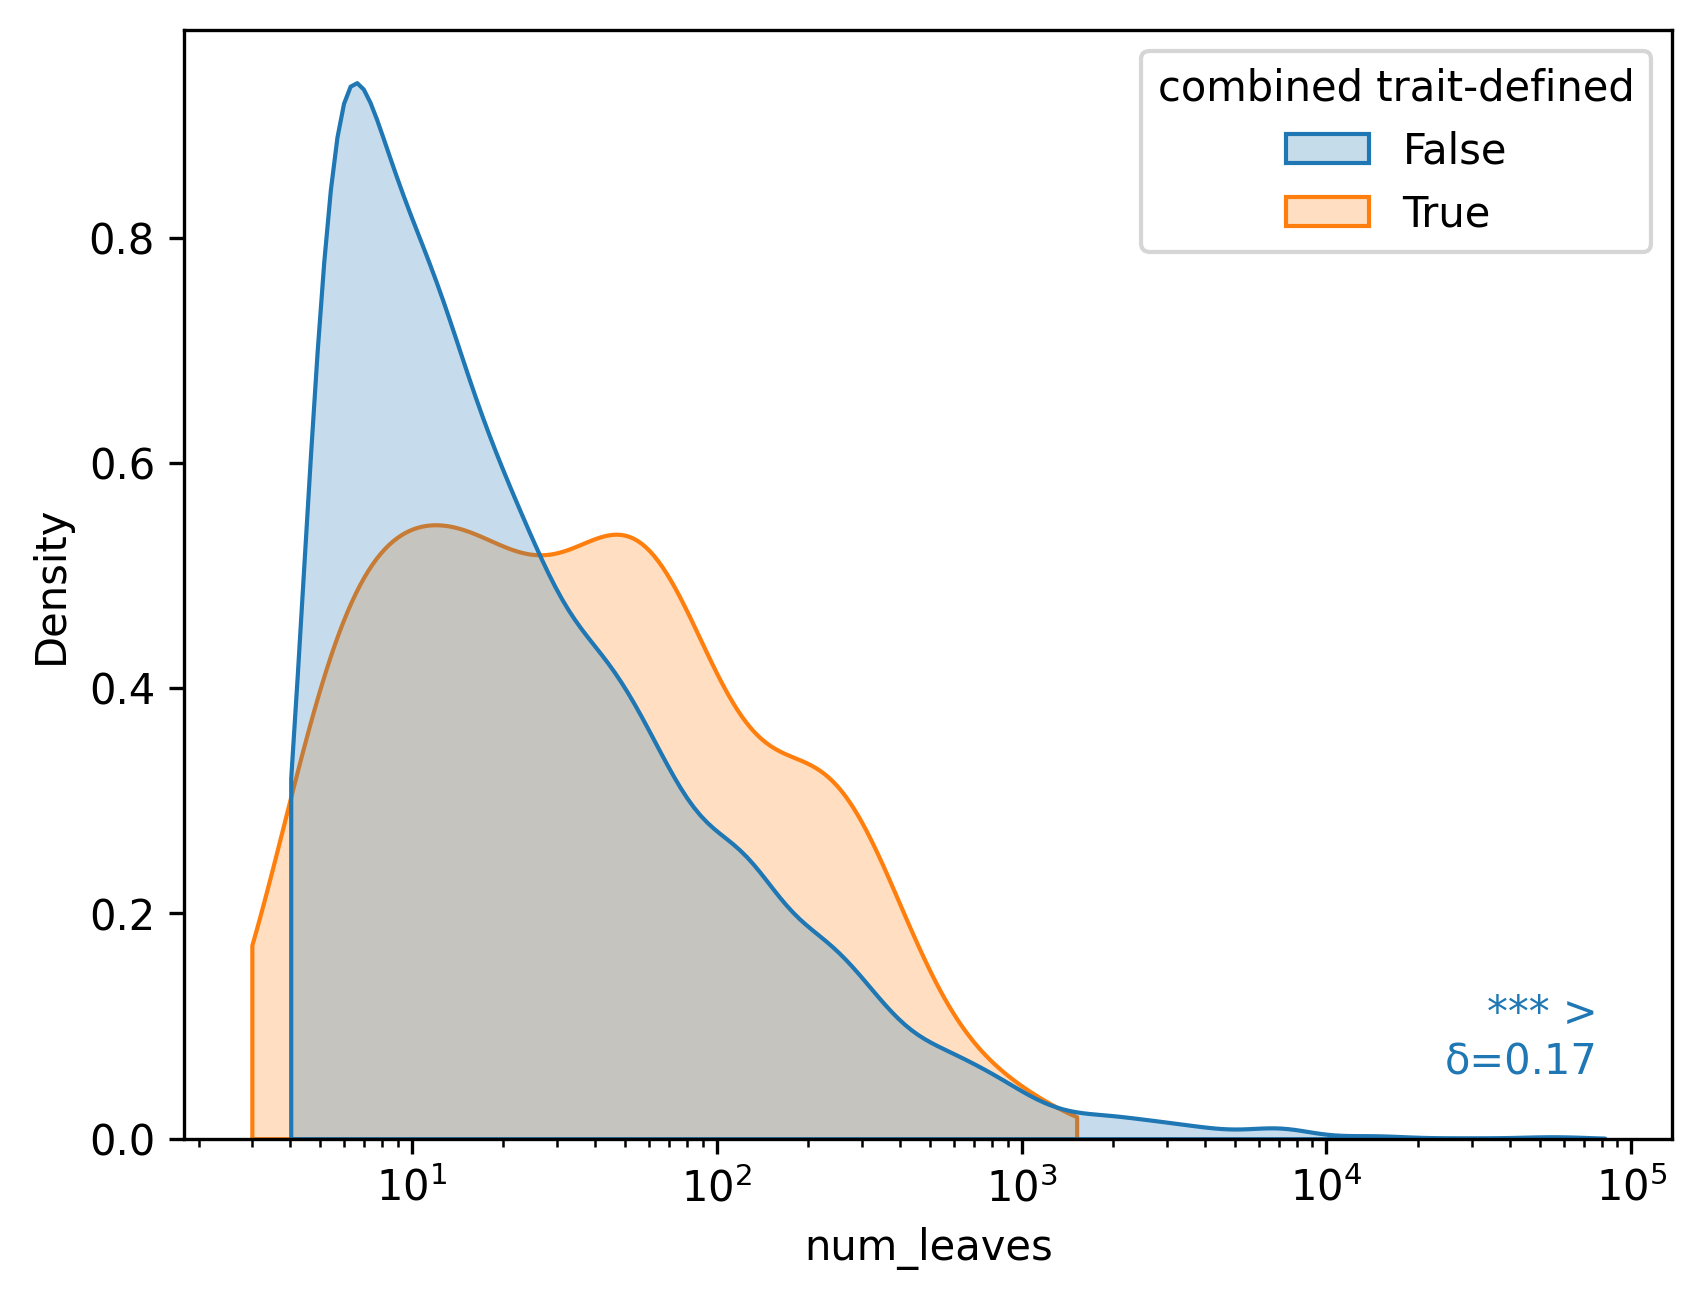 combined trait-defined
False
True
Density
0.8
0.6
0.4
0.2
0.0
*** >
δ=0.17
10¹ 10² 10³ 10⁴ 10⁵
num_leaves